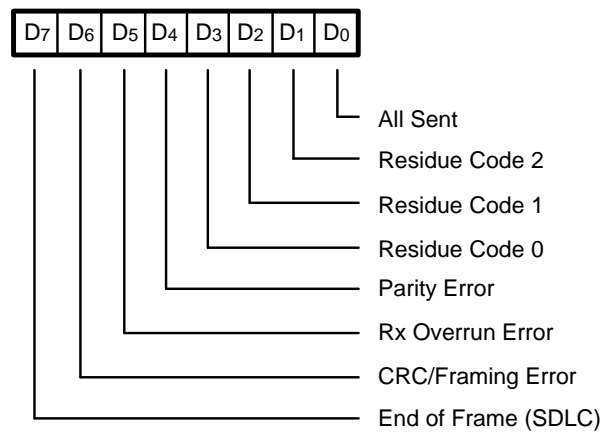 D7 D6 D5 D4 D3 D2 D1 D0
All Sent
Residue Code 2
Residue Code 1
Residue Code 0
Parity Error
Rx Overrun Error
CRC/Framing Error
End of Frame (SDLC)